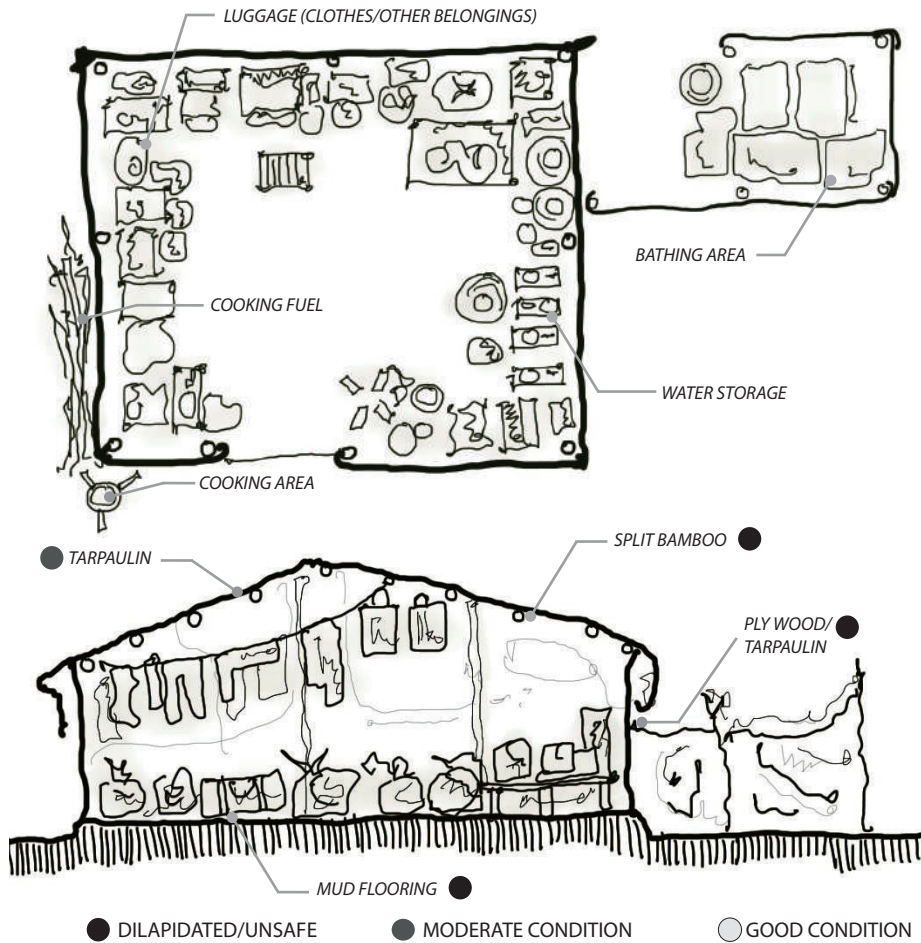 LUGGAGE (CLOTHES/OTHER BELONGINGS)
BATHING AREA
COOKING FUEL
WATER STORAGE
COOKING AREA
TARPAULIN
SPLIT BAMBOO
PLY WOOD/
TARPAULIN
MUD FLOORING
DILAPIDATED/UNSAFE
MODERATE CONDITION
GOOD CONDITION